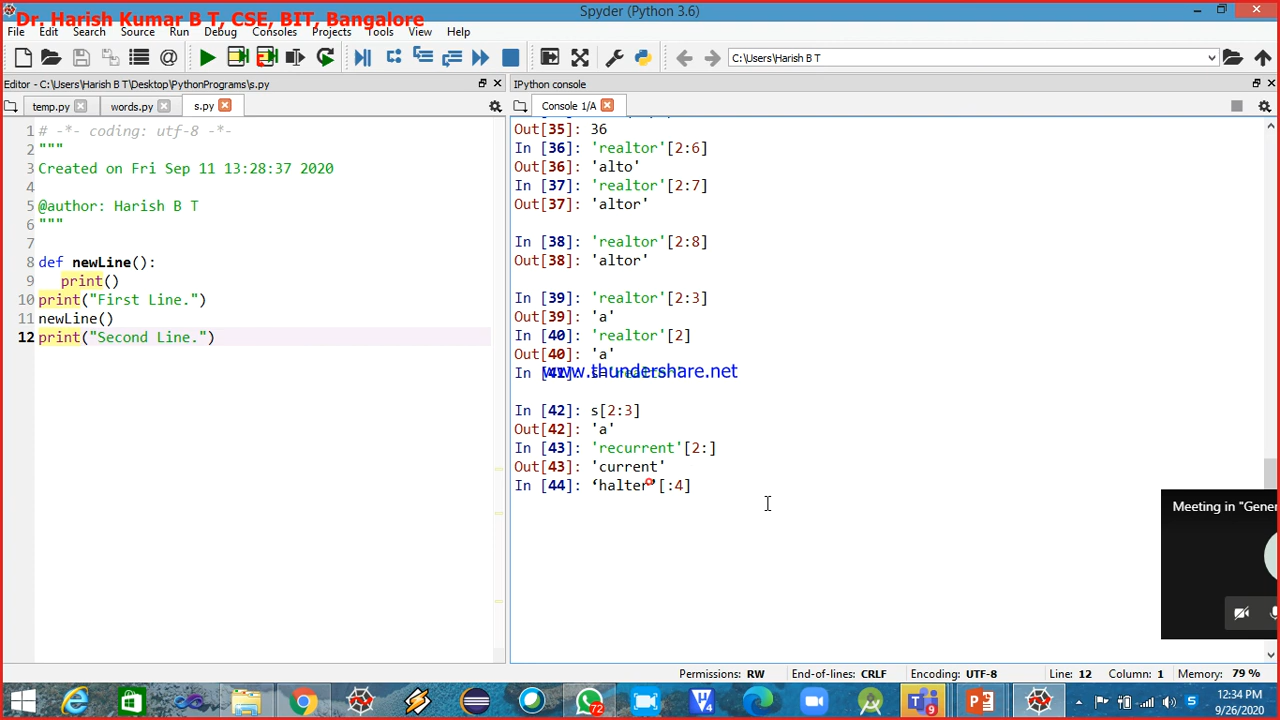 Dr. Harish Kumar B T, CSE, BIT, Bangalore
Spyder (Python 3.6)
File Edit Search Source Run Debug Consoles Projects Tools View Help
C:\Users\Harish B T
Editor - C:\Users\Harish B T\Desktop\PythonPrograms\s.py
temp.py words.py s.py
1 # -*- coding: utf-8 -*-
2 """
3 Created on Fri Sep 11 13:28:37 2020
4
5 @author: Harish B T
6 """
7
8 def newLine():
9 print()
10 print("First Line.")
11 newLine()
12 print("Second Line.")
IPython console
Console 1/A
Out[35]: 36
In [36]: 'realtor'[2:6]
Out[36]: 'alto'
In [37]: 'realtor'[2:7]
Out[37]: 'altor'
In [38]: 'realtor'[2:8]
Out[38]: 'altor'
In [39]: 'realtor'[2:3]
Out[39]: 'a'
In [40]: 'realtor'[2]
Out[40]: 'a'
In [41]: s='realtor'
www.thundershare.net
In [42]: s[2:3]
Out[42]: 'a'
In [43]: 'recurrent'[2:]
Out[43]: 'current'
In [44]: ‘halter’[:4]
Meeting in "Gener
Permissions: RW End-of-lines: CRLF Encoding: UTF-8 Line: 12 Column: 1 Memory: 79 %
72
9
12:34 PM
9/26/2020